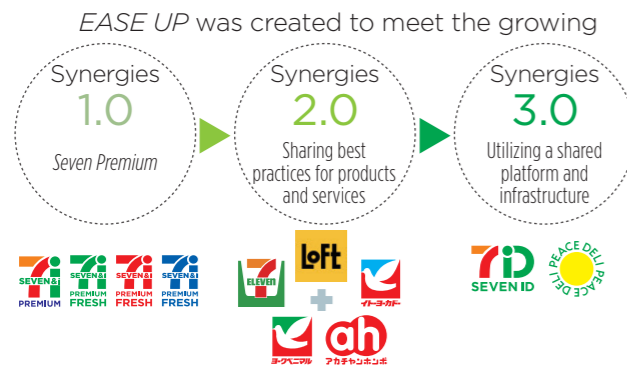 EASE UP was created to meet the growing
Synergies
1.0
Seven Premium
Synergies
2.0
Sharing best
practices for products
and services
Synergies
3.0
Utilizing a shared
platform and
infrastructure
SEVEN&i
PREMIUM
SEVEN&i
PREMIUM
FRESH
SEVEN&i
PREMIUM
FRESH
SEVEN&i
PREMIUM
FRESH
7
ELEVEN
LOFT
+
イトーヨーカドー
ヨークベニマル
ah
アカチャンホンポ
7iD
SEVEN ID
PEACE DELI PEACE DELI